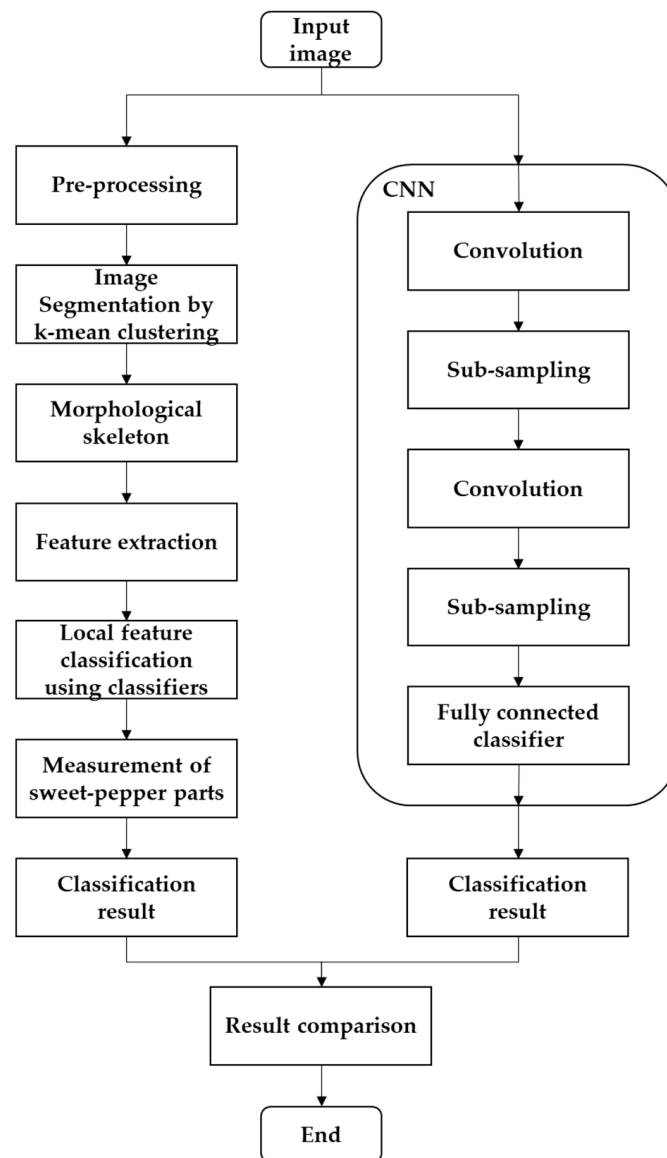 Input
image
Pre-processing
Image
Segmentation by
k-mean clustering
Morphological
skeleton
Feature extraction
Local feature
classification
using classifiers
Measurement of
sweet-pepper parts
Classification
result
CNN
Convolution
Sub-sampling
Convolution
Sub-sampling
Fully connected
classifier
Classification
result
Result comparison
End